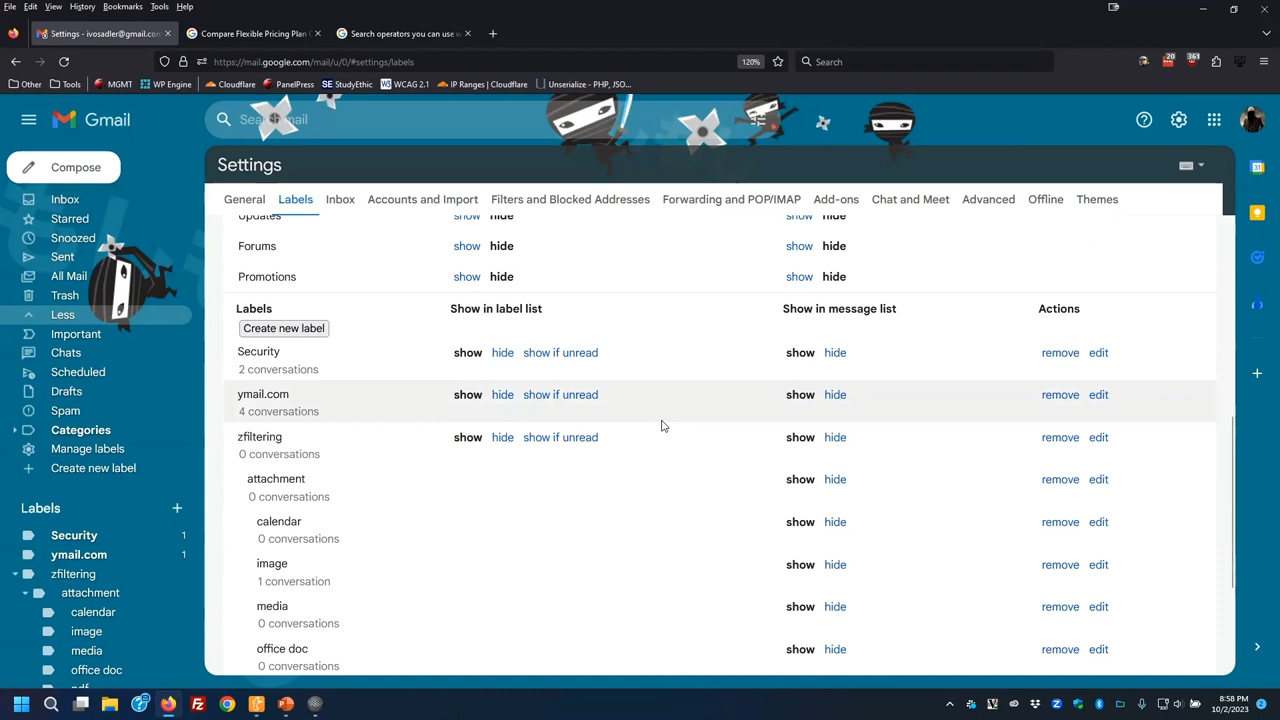 File Edit View History Bookmarks Tools Help
Settings - ivosadler@gmail.com
Compare Flexible Pricing Plan
Search operators you can use w
https://mail.google.com/mail/u/0/#settings/labels
120%
Search
20
351
Other Tools MGMT WP Engine Cloudflare PanelPress SE StudyEthic WCAG 2.1 IP Ranges | Cloudflare Unserialize - PHP, JSO...
Gmail
Search mail
Compose
Inbox
Starred
Snoozed
Sent
All Mail
Trash
Less
Important
Chats
Scheduled
Drafts
Spam
Categories
Manage labels
Create new label
Labels
Security 1
ymail.com 1
zfiltering
attachment
calendar
image
media
office doc
pdf
Settings
General Labels Inbox Accounts and Import Filters and Blocked Addresses Forwarding and POP/IMAP Add-ons Chat and Meet Advanced Offline Themes
Updates show hide show hide
Forums show hide show hide
Promotions show hide show hide
Labels Show in label list Show in message list Actions
Create new label
Security show hide show if unread show hide remove edit
2 conversations
ymail.com show hide show if unread show hide remove edit
4 conversations
zfiltering show hide show if unread show hide remove edit
0 conversations
attachment show hide remove edit
0 conversations
calendar show hide remove edit
0 conversations
image show hide remove edit
1 conversation
media show hide remove edit
0 conversations
office doc show hide remove edit
0 conversations
31
8:58 PM
10/2/2023
2